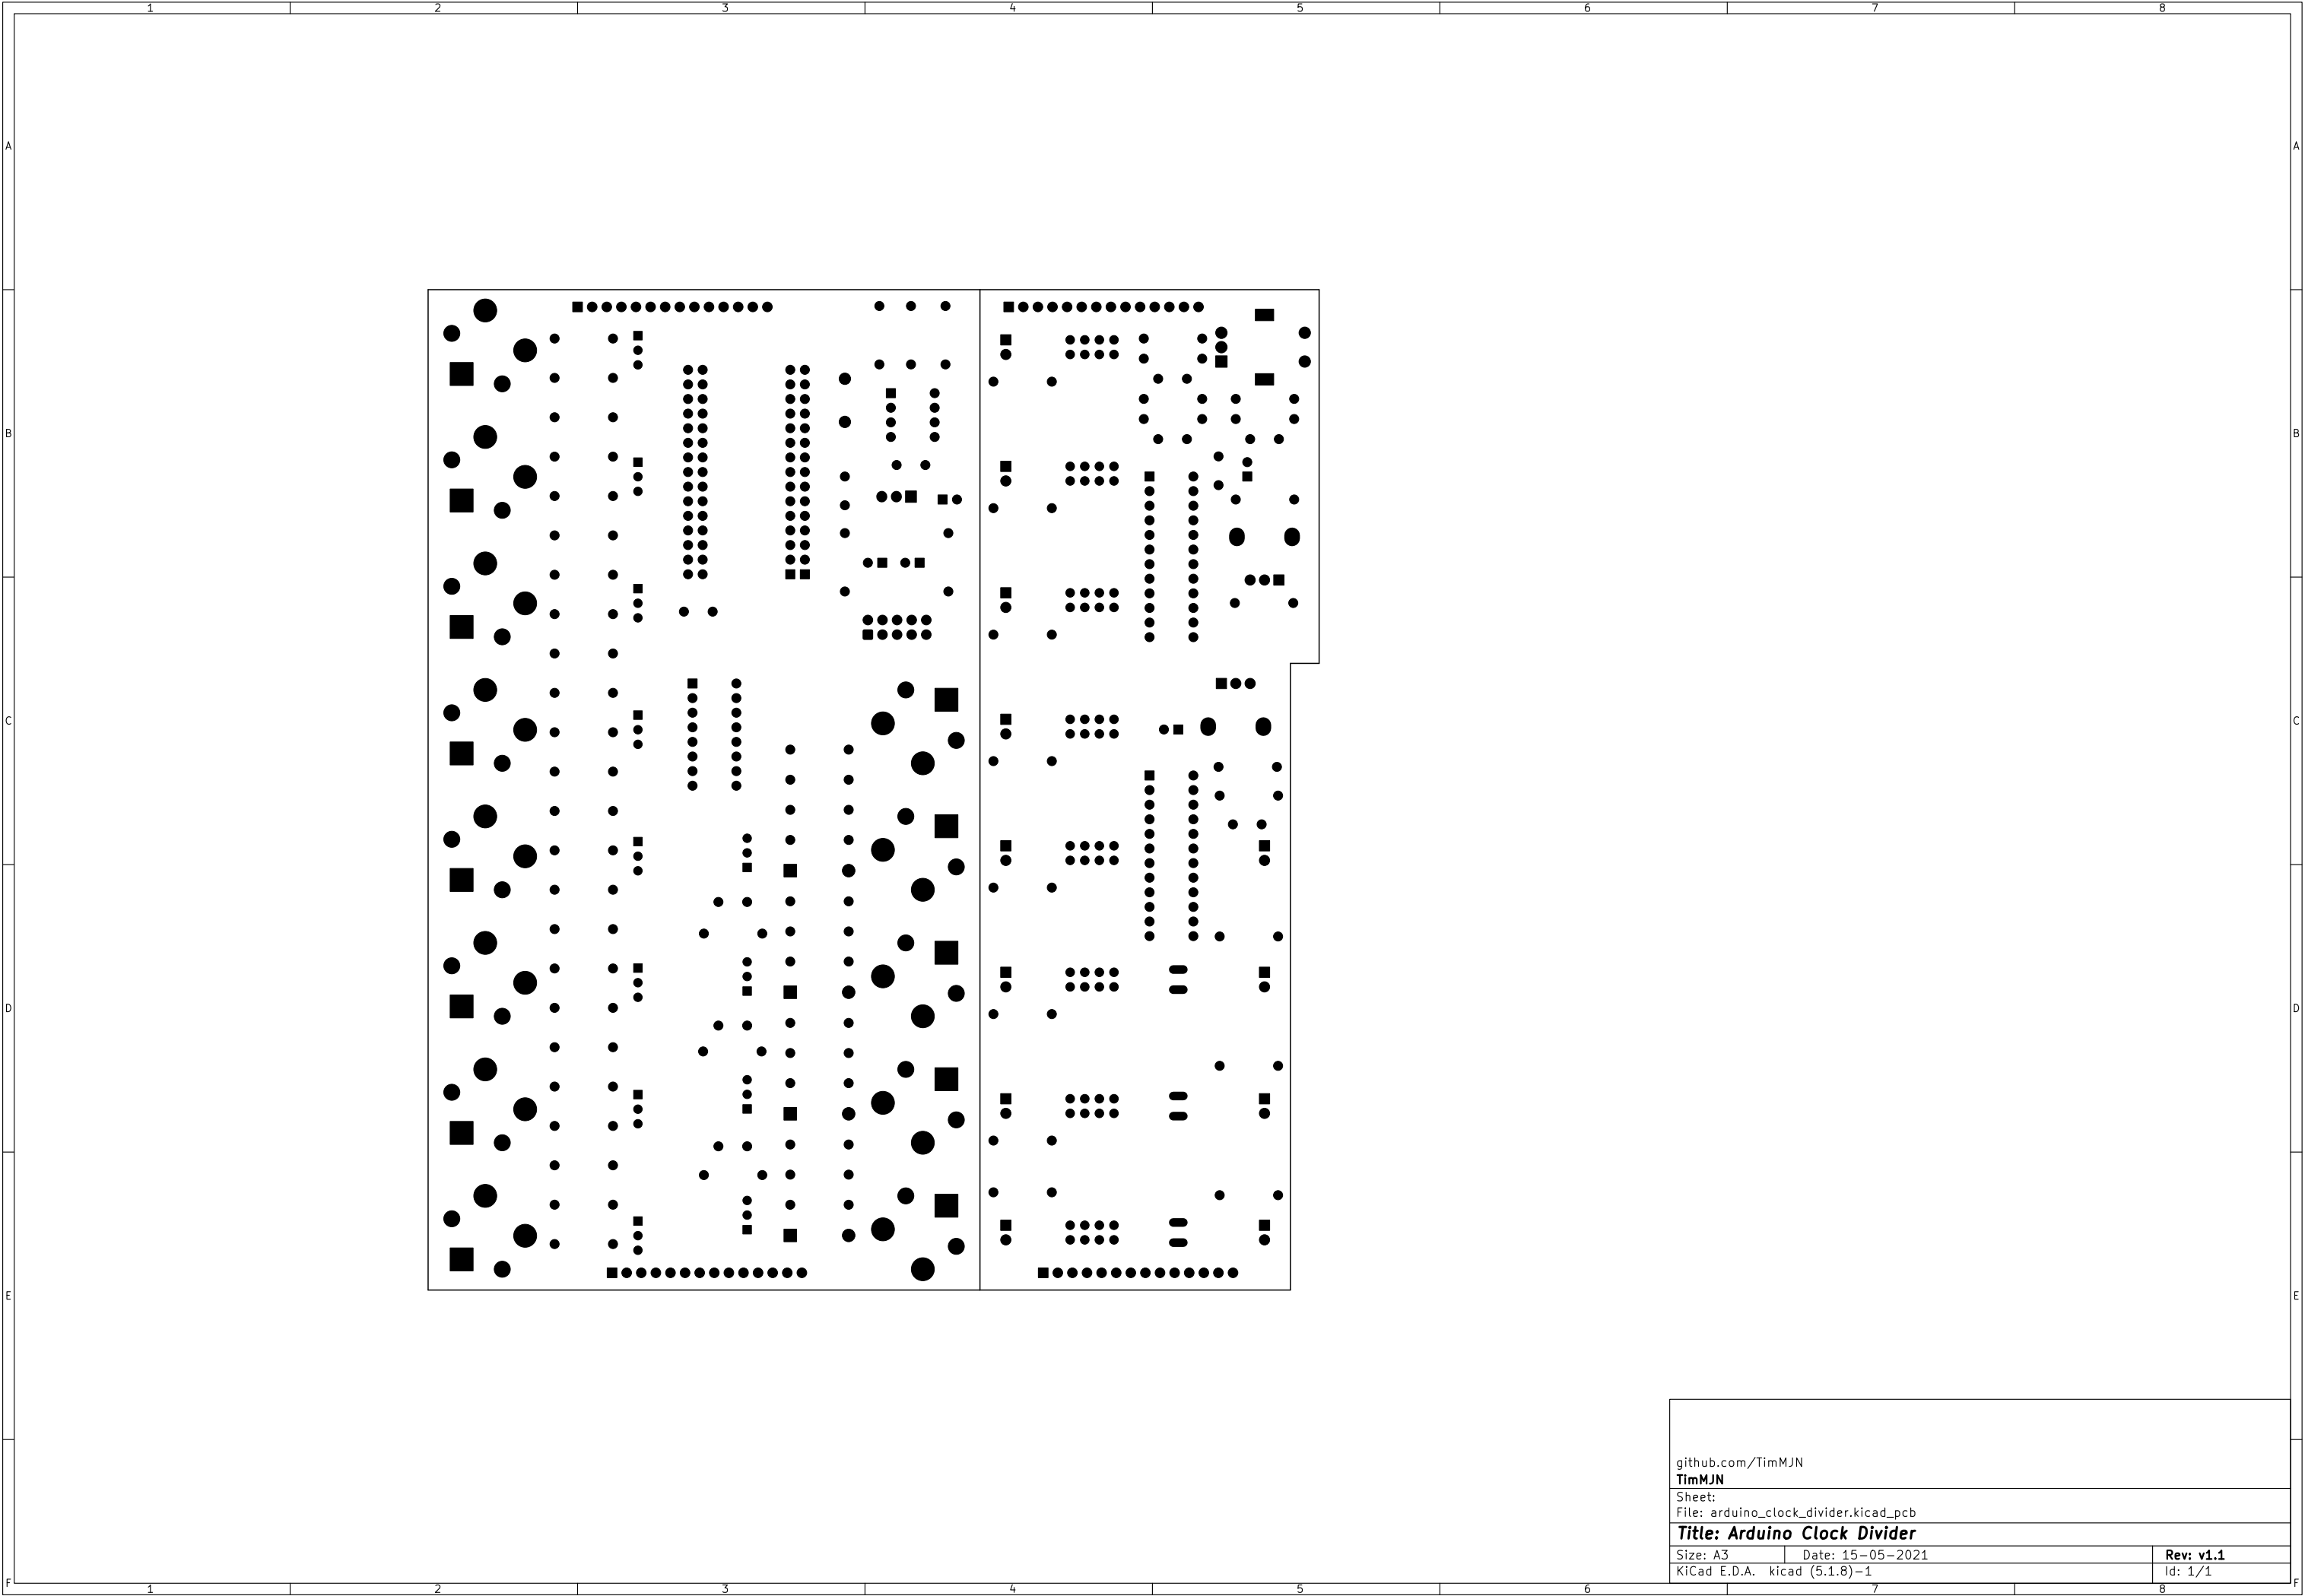 1 2 3 4 5 6 7 8
A A
B B
C C
D D
E E
github.com/TimMJN
TimMJN
Sheet:
File: arduino_clock_divider.kicad_pcb
Title: Arduino Clock Divider
Size: A3 Date: 15-05-2021 Rev: v1.1
KiCad E.D.A. kicad (5.1.8)-1 Id: 1/1
F F
1 2 3 4 5 6 7 8